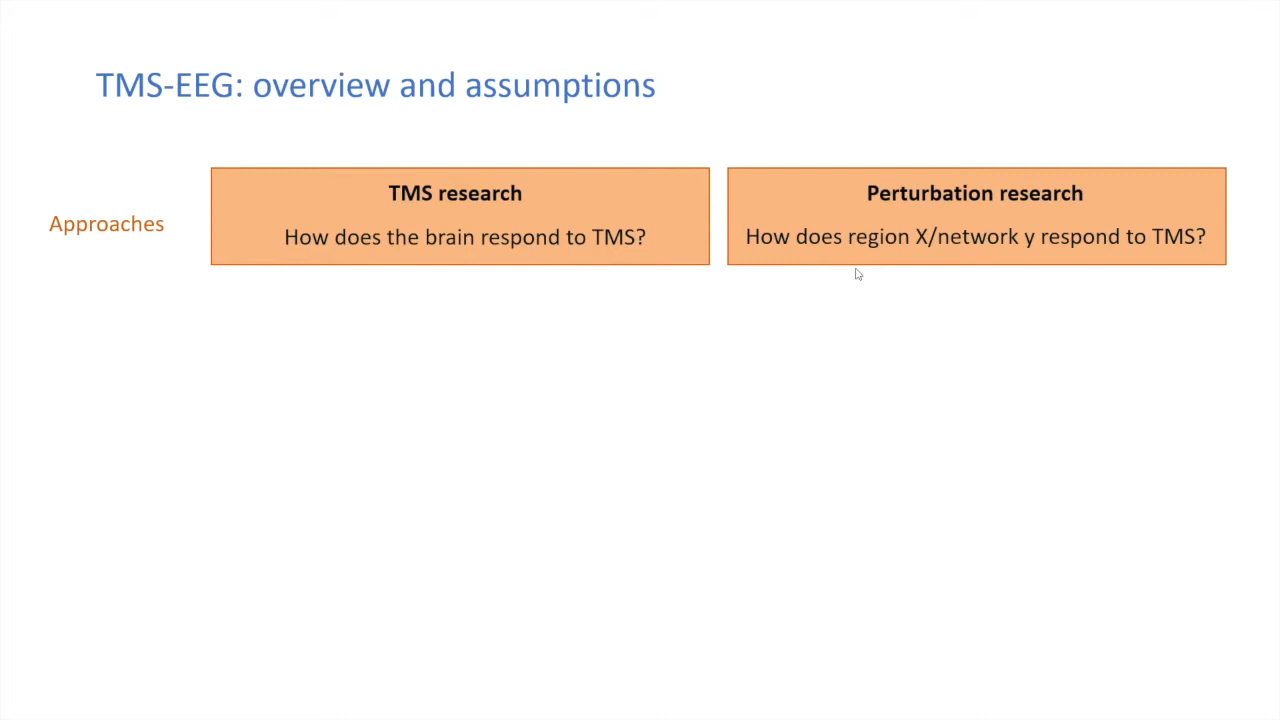 TMS-EEG: overview and assumptions
Approaches
TMS research
How does the brain respond to TMS?
Perturbation research
How does region X/network y respond to TMS?